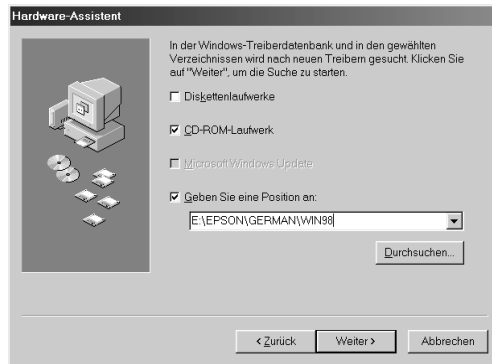 Hardware-Assistent
In der Windows-Treiberdatenbank und in den gewählten
Verzeichnissen wird nach neuen Treibern gesucht. Klicken Sie
auf "Weiter", um die Suche zu starten.
Diskettenlaufwerke
CD-ROM-Laufwerk
Microsoft Windows Update
Geben Sie eine Position an:
E:\EPSON\GERMAN\WIN98
Durchsuchen...
< Zurück
Weiter >
Abbrechen